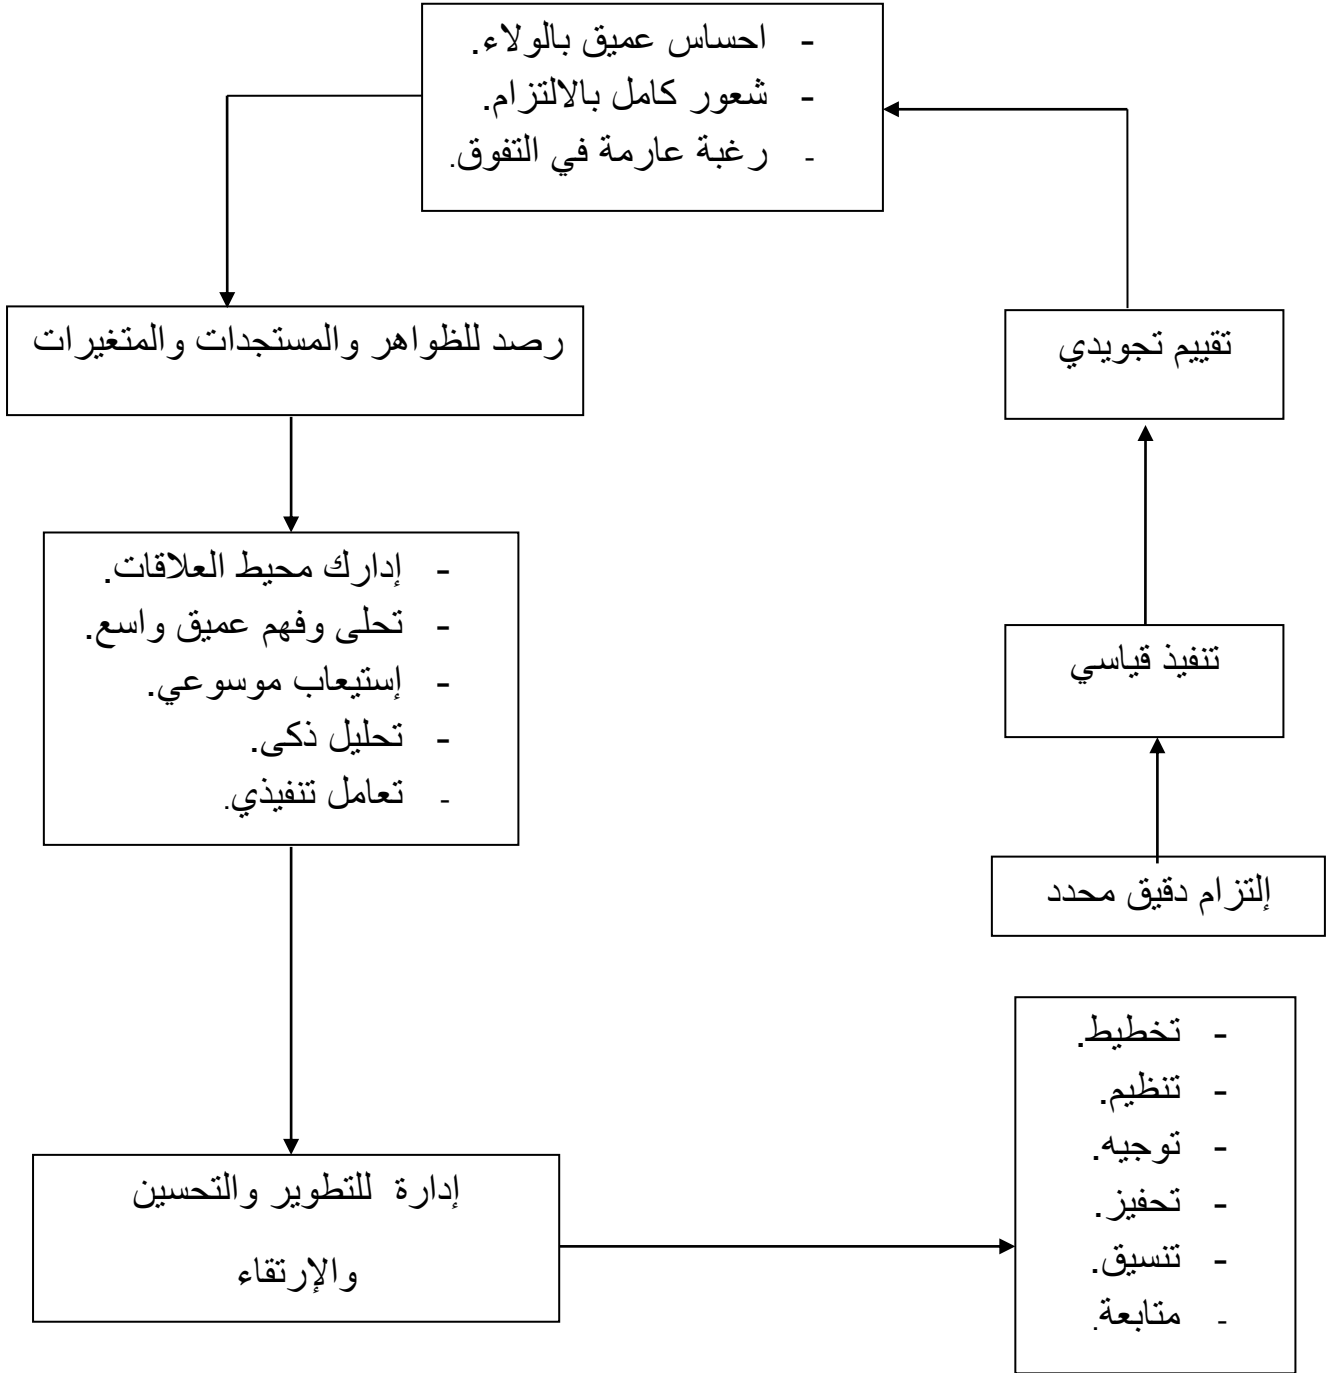 - احساس عميق بالولاء.
- شعور كامل بالالتزام.
- رغبة عارمة في التفوق.
رصد للظواهر والمستجدات والمتغيرات
تقييم تجويدي
- إدارك محيط العلاقات.
- تحلى وفهم عميق واسع.
- إستيعاب موسوعي.
- تحليل ذكى.
- تعامل تنفيذي.
تنفيذ قياسي
إلتزام دقيق محدد
إدارة للتطوير والتحسين
والإرتقاء
- تخطيط.
- تنظيم.
- توجيه.
- تحفيز.
- تنسيق.
- متابعة.